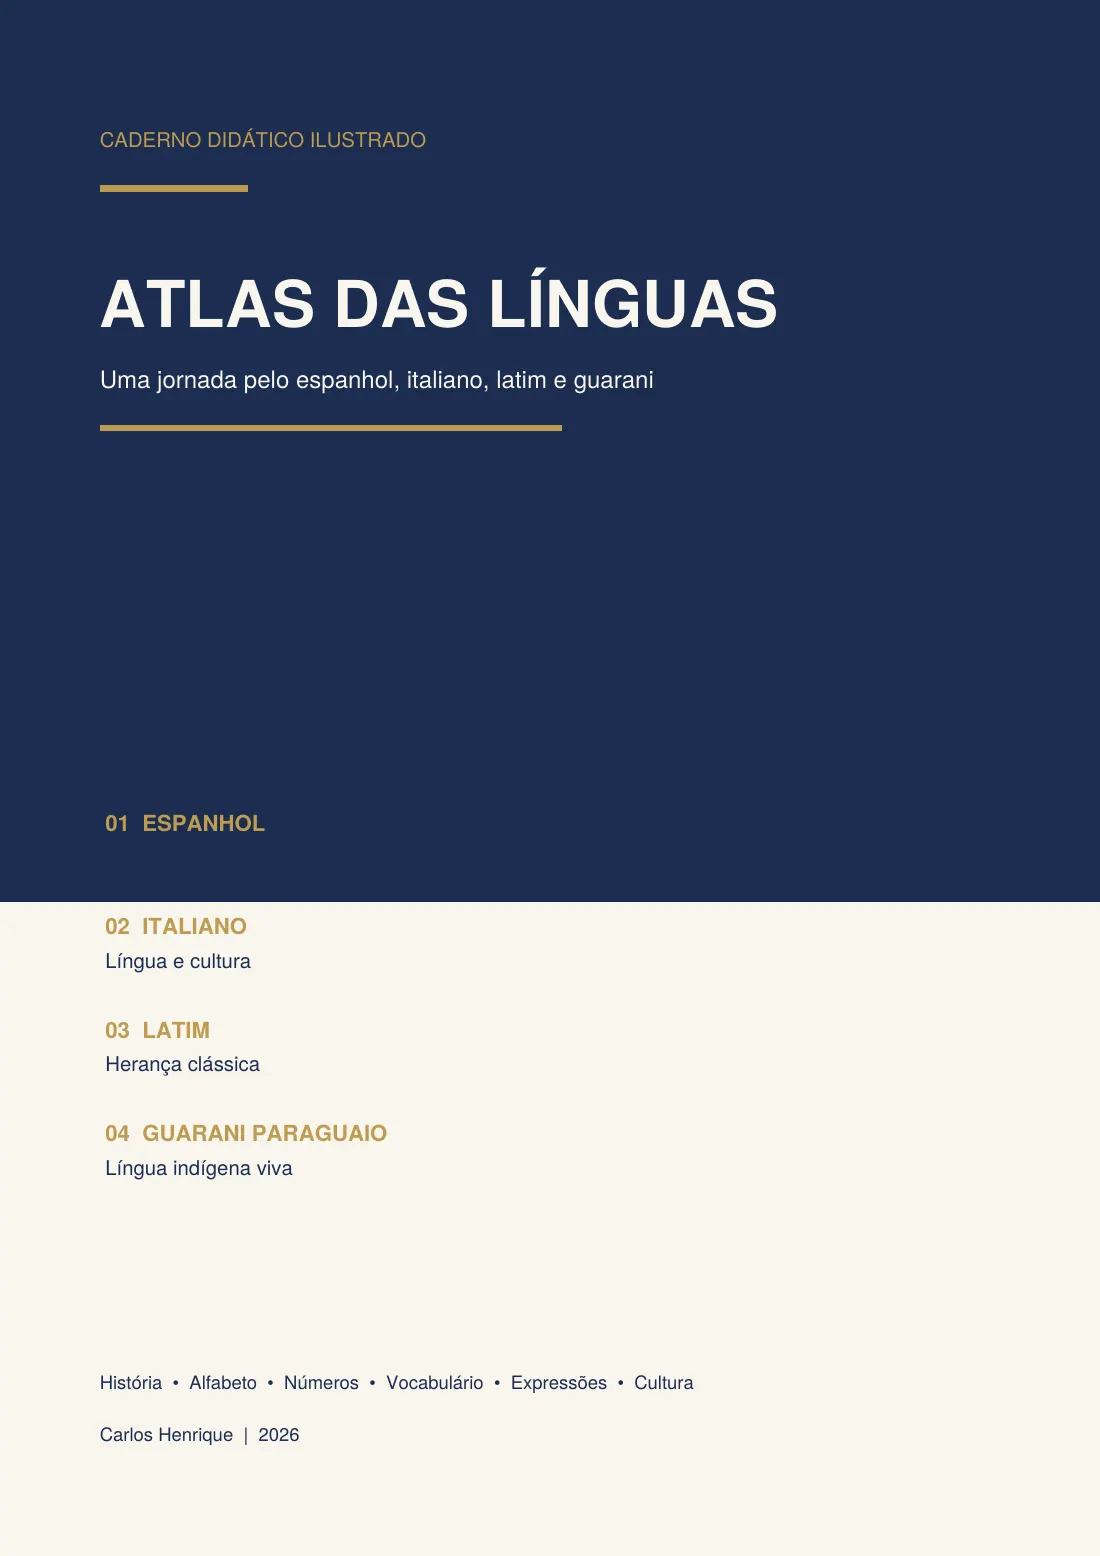 CADERNO DIDÁTICO ILUSTRADO
ATLAS DAS LÍNGUAS
Uma jornada pelo espanhol, italiano, latim e guarani
01 ESPANHOL
02 ITALIANO
Língua e cultura
03 LATIM
Herança clássica
04 GUARANI PARAGUAIO
Língua indígena viva
História • Alfabeto • Números • Vocabulário • Expressões • Cultura
Carlos Henrique | 2026